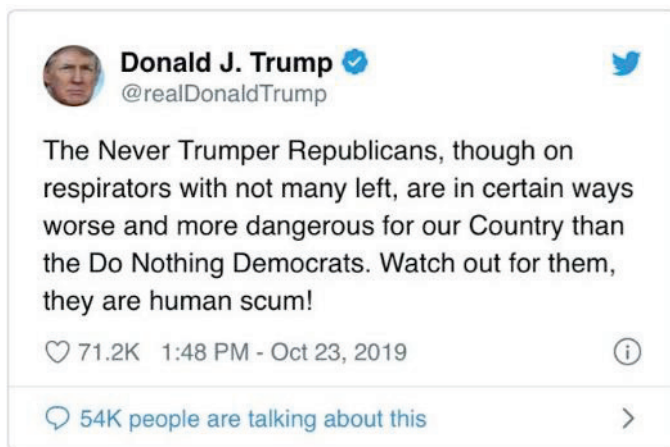 Donald J. Trump
@realDonaldTrump
The Never Trumper Republicans, though on
respirators with not many left, are in certain ways
worse and more dangerous for our Country than
the Do Nothing Democrats. Watch out for them,
they are human scum!
71.2K 1:48 PM - Oct 23, 2019
54K people are talking about this